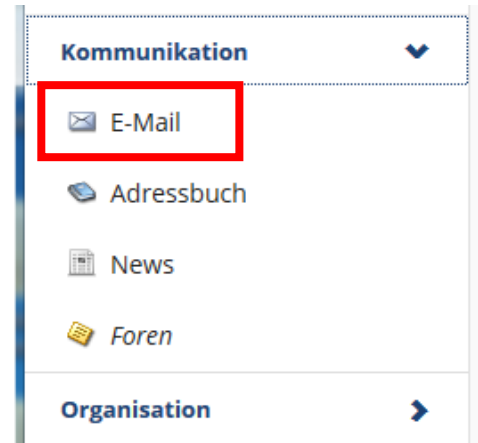 Kommunikation
E-Mail
Adressbuch
News
Foren
Organisation